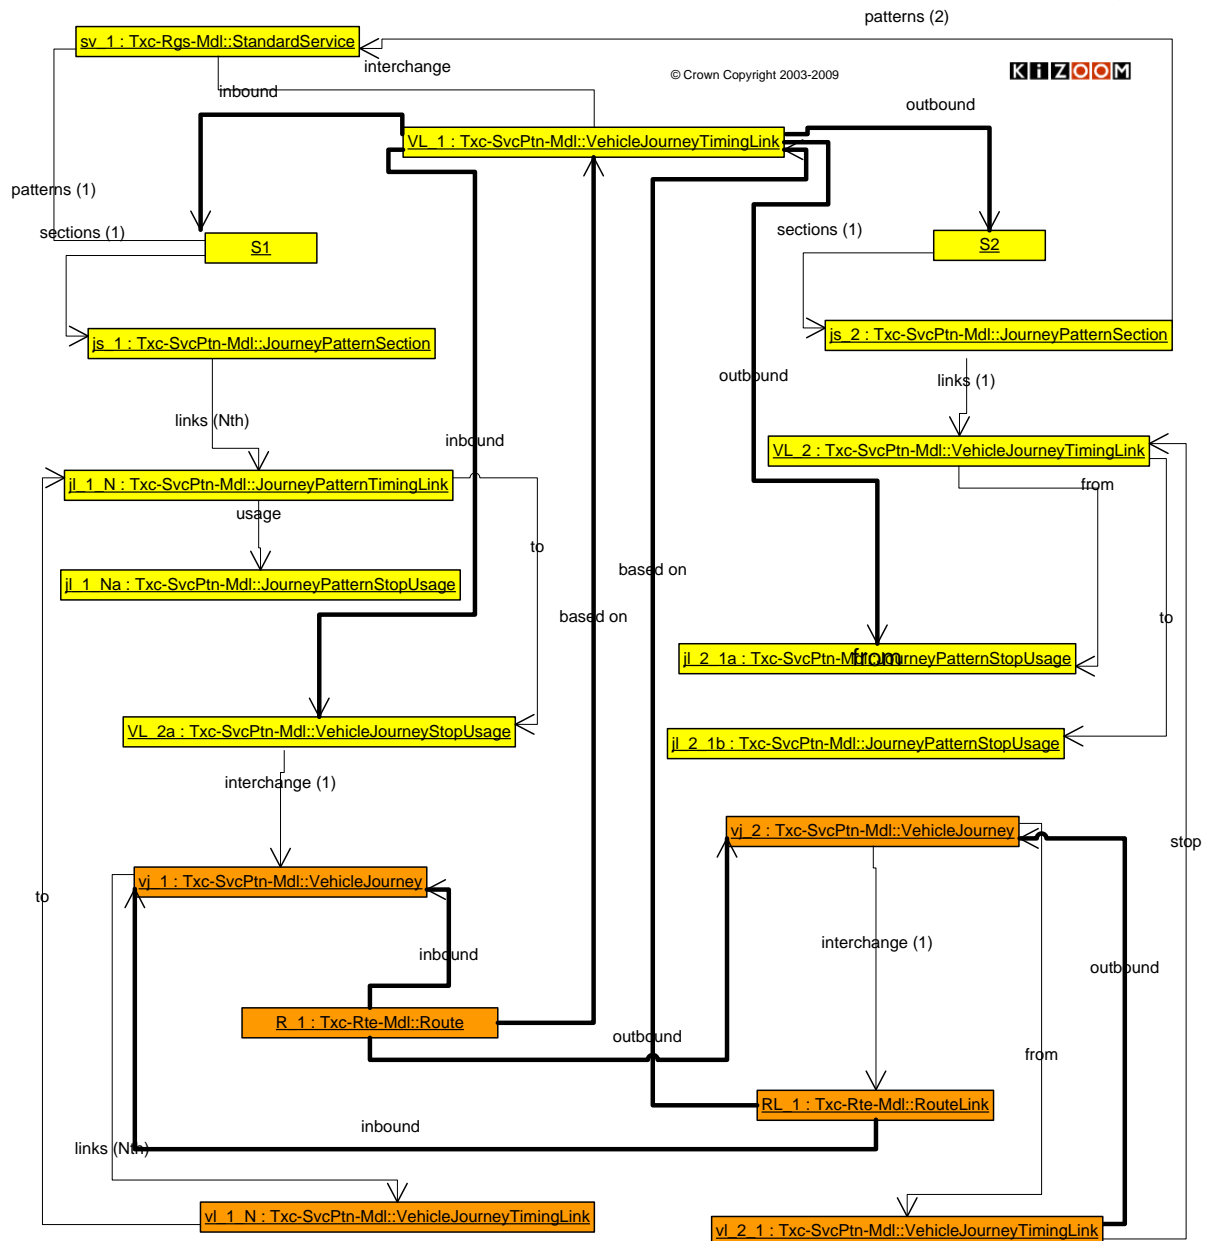 patterns (2)
sv_1 : Txc-Rgs-Mdl::StandardService
interchange
© Crown Copyright 2003-2009
KiZOOM
inbound
outbound
VL_1 : Txc-SvcPtn-Mdl::VehicleJourneyTimingLink
patterns (1)
sections (1)
sections (1)
S1
S2
js_1 : Txc-SvcPtn-Mdl::JourneyPatternSection
js_2 : Txc-SvcPtn-Mdl::JourneyPatternSection
outbound
links (1)
links (Nth)
inbound
VL_2 : Txc-SvcPtn-Mdl::VehicleJourneyTimingLink
jl_1_N : Txc-SvcPtn-Mdl::JourneyPatternTimingLink
from
usage
to
jl_1_Na : Txc-SvcPtn-Mdl::JourneyPatternStopUsage
based on
based on
to
jl_2_1a : Txc-SvcPtn-Mdl::JourneyPatternStopUsage
from
VL_2a : Txc-SvcPtn-Mdl::VehicleJourneyStopUsage
jl_2_1b : Txc-SvcPtn-Mdl::JourneyPatternStopUsage
interchange (1)
vj_2 : Txc-SvcPtn-Mdl::VehicleJourney
stop
vj_1 : Txc-SvcPtn-Mdl::VehicleJourney
to
interchange (1)
inbound
outbound
R_1 : Txc-Rte-Mdl::Route
outbound
from
RL_1 : Txc-Rte-Mdl::RouteLink
inbound
links (Nth)
vl_1_N : Txc-SvcPtn-Mdl::VehicleJourneyTimingLink
vl_2_1 : Txc-SvcPtn-Mdl::VehicleJourneyTimingLink